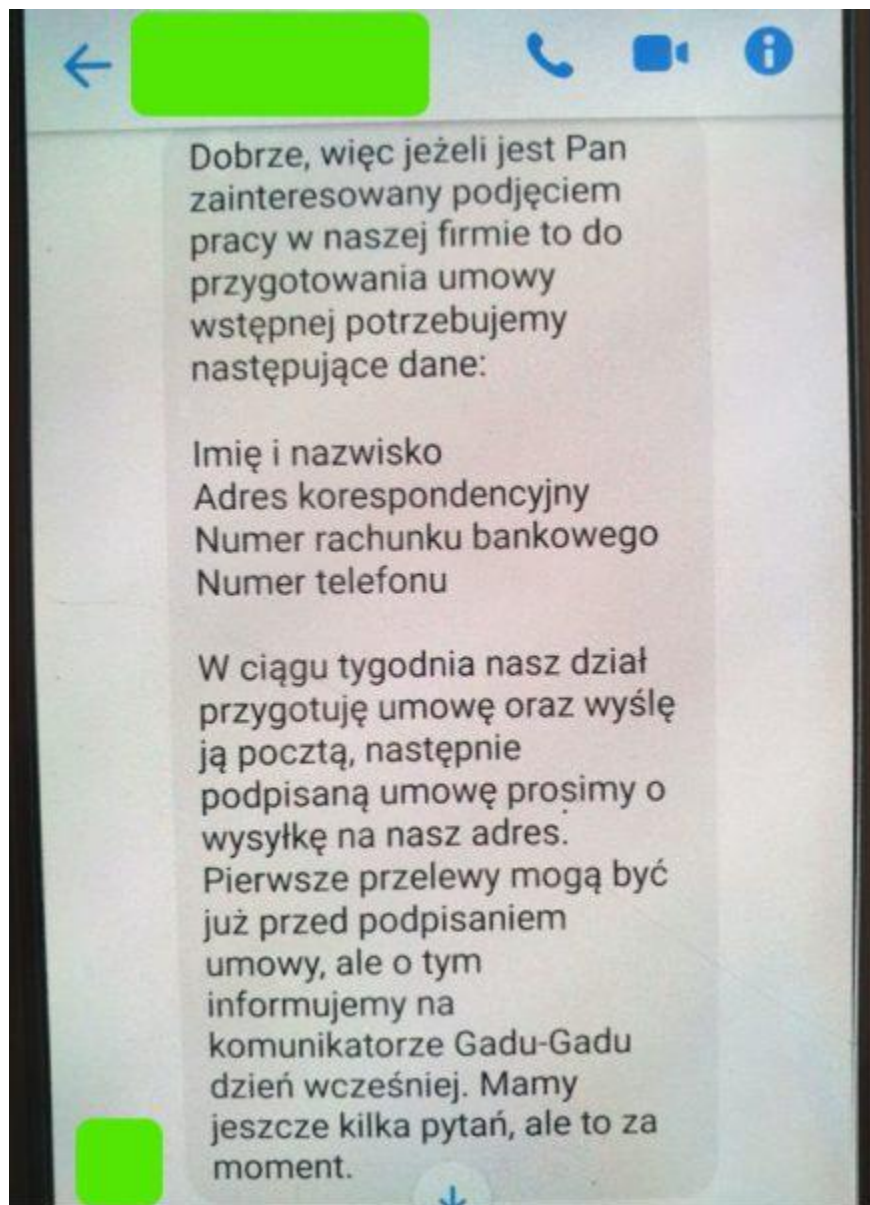 Dobrze, więc jeżeli jest Pan
zainteresowany podjęciem
pracy w naszej firmie to do
przygotowania umowy
wstępnej potrzebujemy
następujące dane:
Imię i nazwisko
Adres korespondencyjny
Numer rachunku bankowego
Numer telefonu
W ciągu tygodnia nasz dział
przygotuję umowę oraz wyślę
ją pocztą, następnie
podpisaną umowę prosimy o
wysyłkę na nasz adres.
Pierwsze przelewy mogą być
już przed podpisaniem
umowy, ale o tym
informujemy na
komunikatorze Gadu-Gadu
dzień wcześniej. Mamy
jeszcze kilka pytań, ale to za
moment.